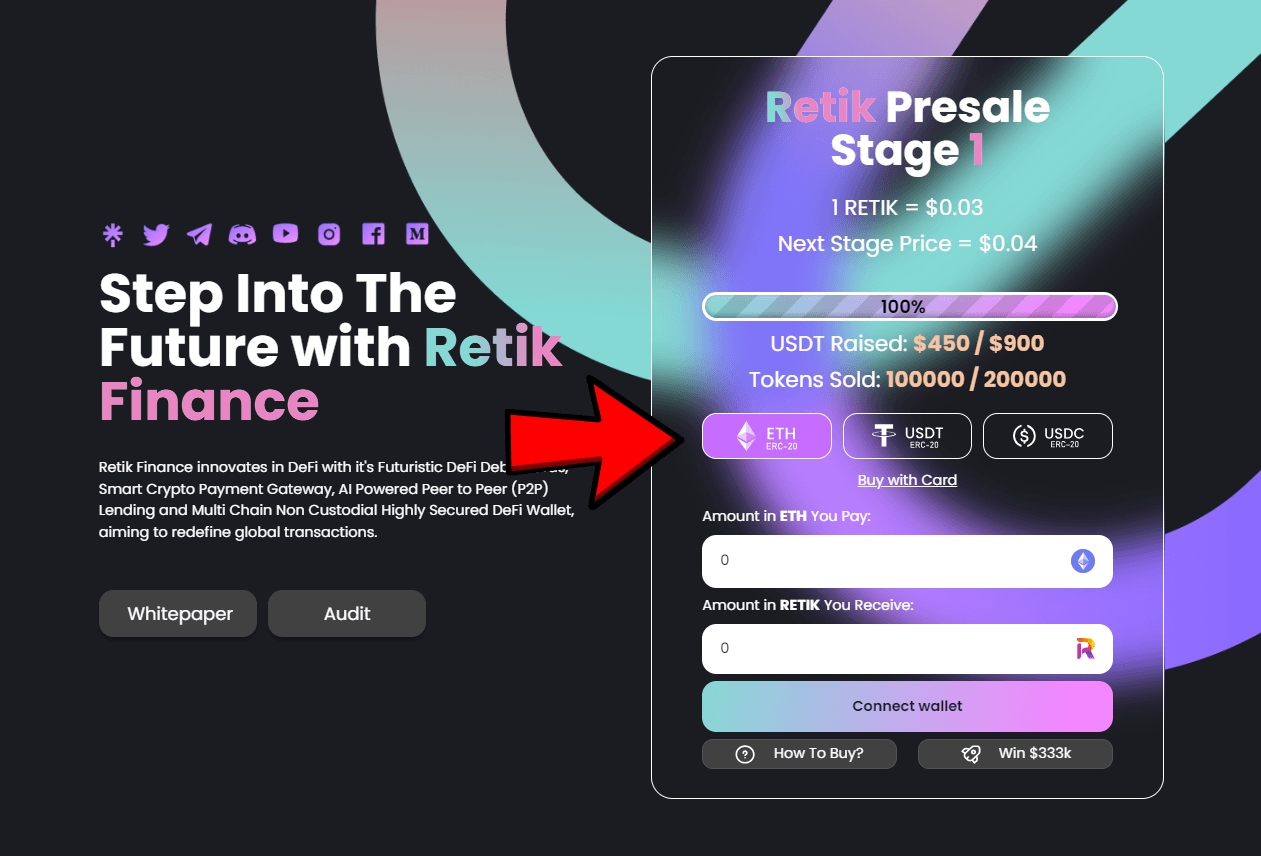 Step Into The
Future with Retik
Finance
Retik Finance innovates in DeFi with it's Futuristic DeFi
Smart Crypto Payment Gateway, AI Powered Peer to Peer (P2P)
Lending and Multi Chain Non Custodial Highly Secured DeFi Wallet,
aiming to redefine global transactions.
Whitepaper
Audit
Retik Presale
Stage 1
1 RETIK = $0.03
Next Stage Price = $0.04
100%
USDT Raised: $450 / $900
Tokens Sold: 100000 / 200000
ETH
ERC-20
USDT
ERC-20
USDC
ERC-20
Buy with Card
Amount in ETH You Pay:
0
Amount in RETIK You Receive:
0
Connect wallet
How To Buy?
Win $333k